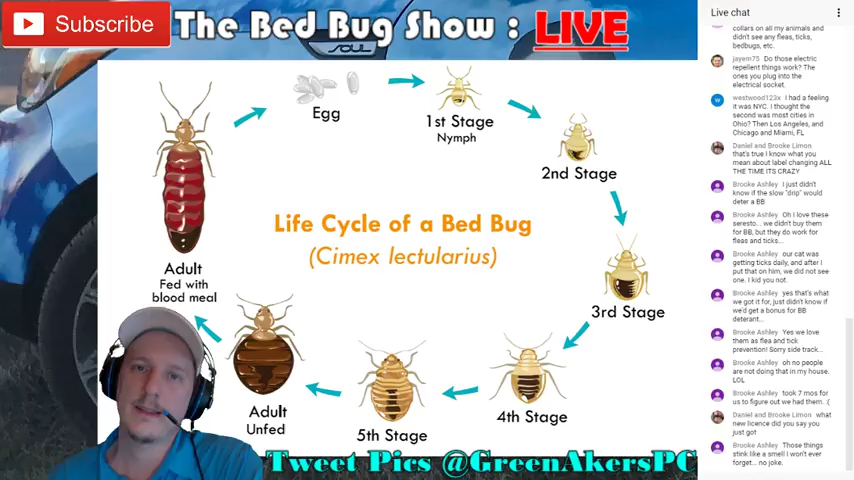 Subscribe
The Bed Bug Show : LIVE
SOUL
Egg
1st Stage
Nymph
2nd Stage
3rd Stage
4th Stage
5th Stage
Adult
Unfed
Adult
Fed with
blood meal
Life Cycle of a Bed Bug
(Cimex lectularius)
Tweet Pics @GreenAkersPC
Live chat
collars on all my animals and
didn't see any fleas, ticks,
bedbugs, etc.
jayem75 Do those electric
repellent things work? The
ones you plug into the
electrical socket.
W
westwood123x I had a feeling
it was NYC. I thought the
second was most cities in
Ohio? Then Los Angeles, and
Chicago and Miami, FL
Daniel and Brooke Limon
that's true I know what you
mean about label changing ALL
THE TIME ITS CRAZY
Brooke Ashley I just didn't
know if the slow "drip" would
deter a BB
Brooke Ashley Oh I love these
seresto... we didn't buy them
for BB, but they do work for
fleas and ticks...
Brooke Ashley our cat was
getting ticks daily, and after I
put that on him, we did not see
one. I kid you not.
Brooke Ashley yes that's what
we got it for, just didn't know if
we'd get a bonus for BB
deterant...
Brooke Ashley Yes we love
them as flea and tick
prevention! Sorry side track...
Brooke Ashley oh no people
are not doing that in my house.
LOL
Brooke Ashley took 7 mos for
us to figure out we had them. :(
Daniel and Brooke Limon what
new licence did you say you
just got
Brooke Ashley Those things
stink like a smell I won't ever
forget... no joke.